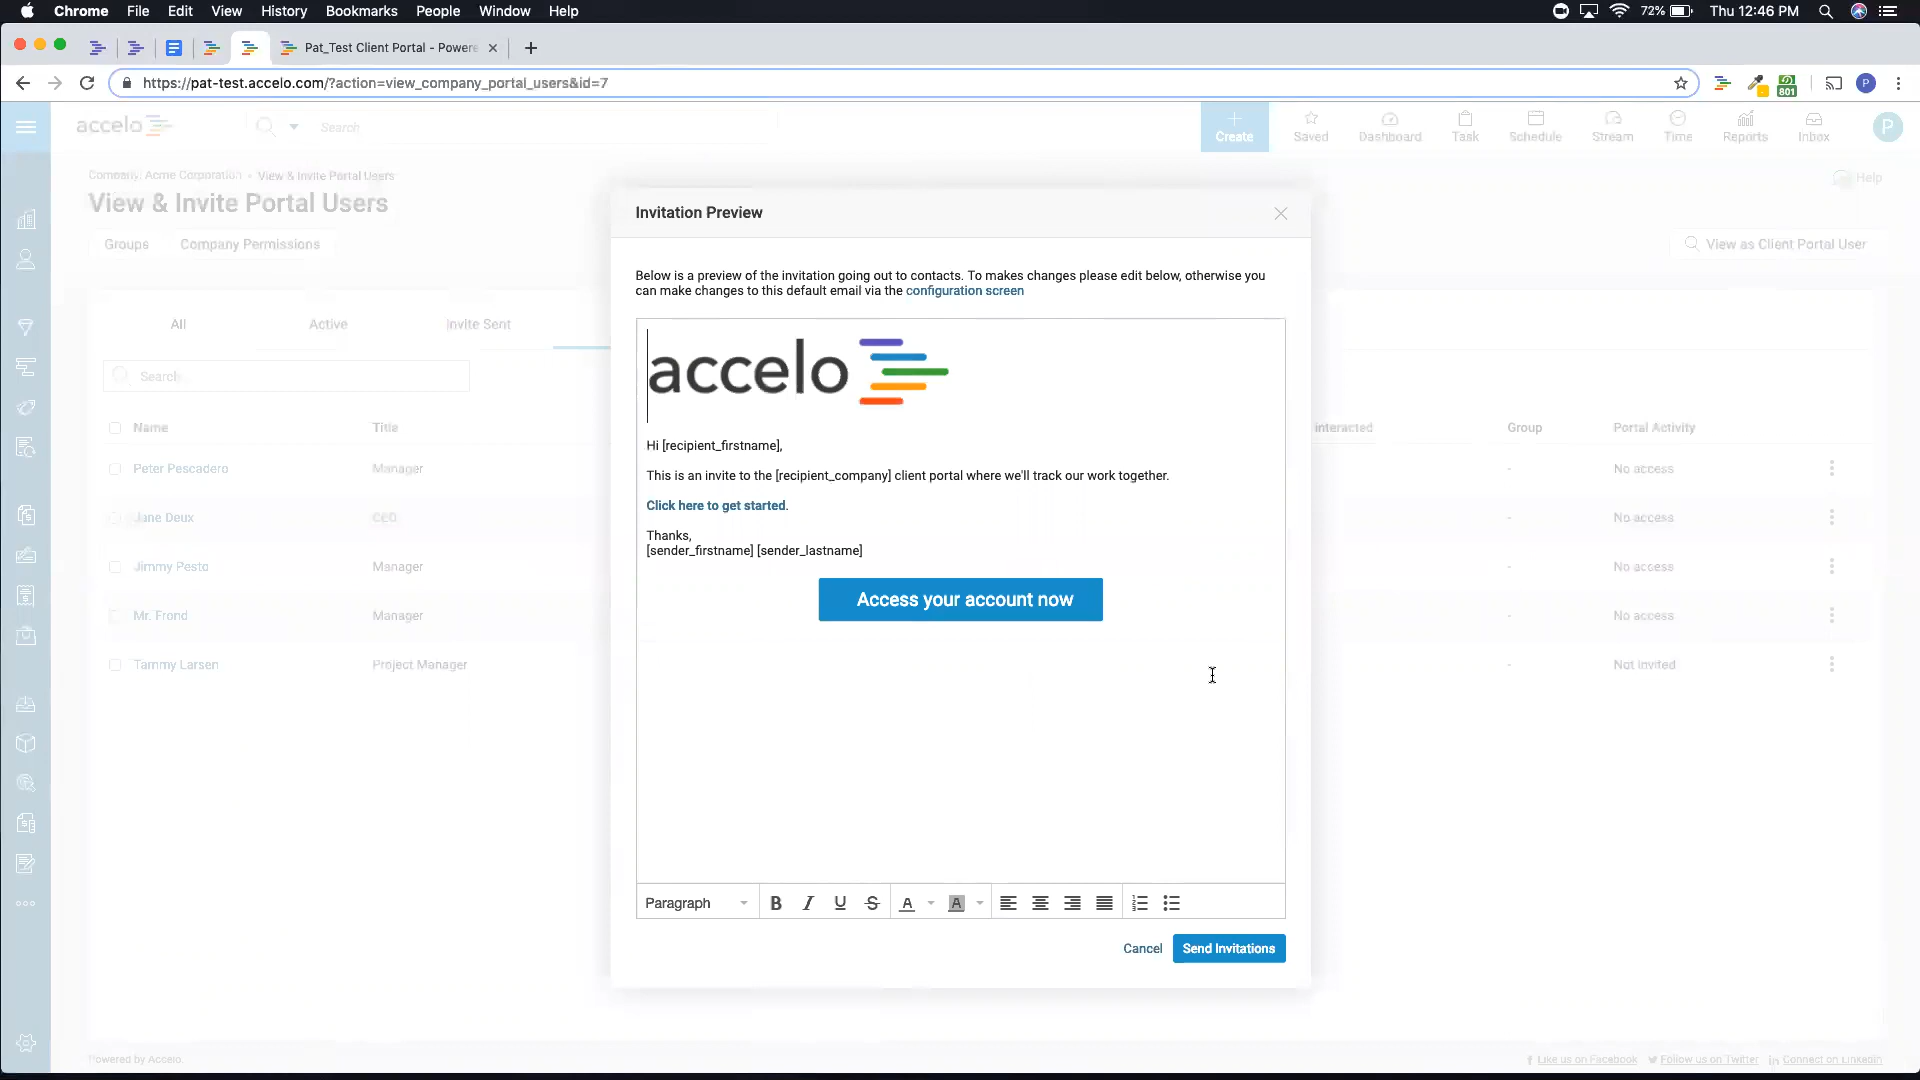 Chrome File Edit View History Bookmarks People Window Help 72% Thu 12:46 PM
Pat_Test Client Portal - Powere
https://pat-test.accelo.com/?action=view_company_portal_users&id=7 801 P
accelo Search Create Saved Dashboard Task Schedule Stream Time Reports Inbox P
Company: Acme Corporation View & Invite Portal Users Help
View & Invite Portal Users
Groups Company Permissions View as Client Portal User
All Active Invite Sent
Search
Name Title interacted Group Portal Activity
Peter Pescadero Manager - No access
Jane Deux CEO - No access
Jimmy Pesto Manager - No access
Mr. Frond Manager - No access
Tammy Larsen Project Manager - Not Invited
Invitation Preview
Below is a preview of the invitation going out to contacts. To makes changes please edit below, otherwise you
can make changes to this default email via the configuration screen
accelo
Hi [recipient_firstname],
This is an invite to the [recipient_company] client portal where we'll track our work together.
Click here to get started.
Thanks,
[sender_firstname] [sender_lastname]
Access your account now
Paragraph B I U S A A
Cancel Send Invitations
Powered by Accelo. Like us on Facebook Follow us on Twitter Connect on LinkedIn